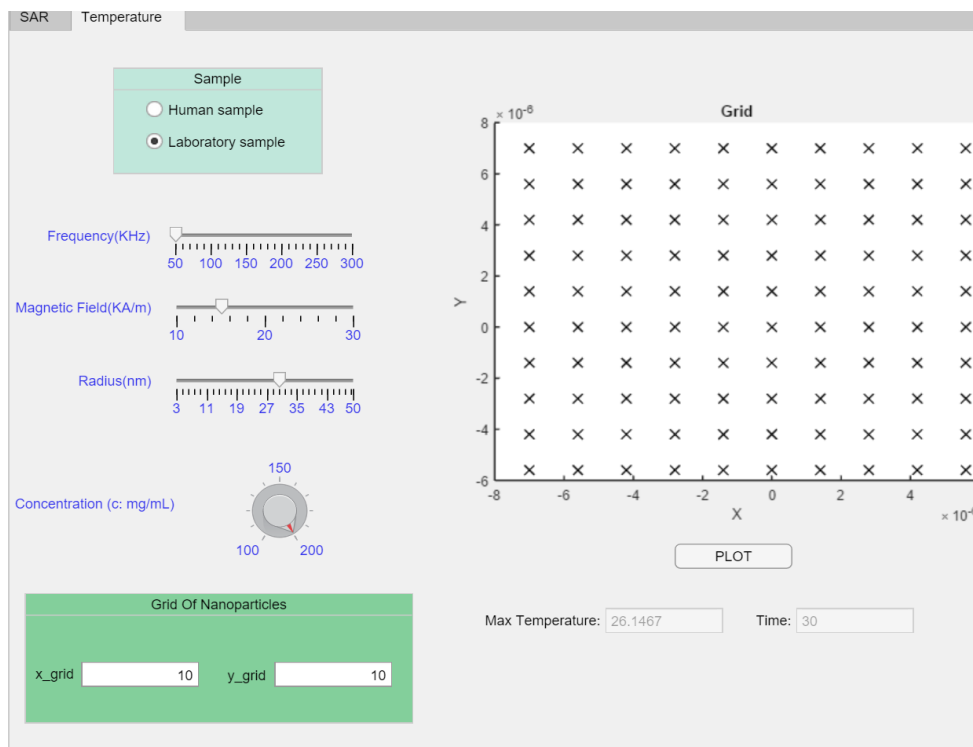 SAR
Temperature
Sample
Human sample
Laboratory sample
Frequency(KHz)
50 100 150 200 250 300
Magnetic Field(KA/m)
10 20 30
Radius(nm)
3 11 19 27 35 43 50
Concentration (c: mg/mL)
150
100 200
Grid Of Nanoparticles
x_grid 10 y_grid 10
× 10⁻⁶
Grid
8
6
4
2
0
-2
-4
-6
Y
-8 -6 -4 -2 0 2 4
X
PLOT
Max Temperature: 26.1467 Time: 30